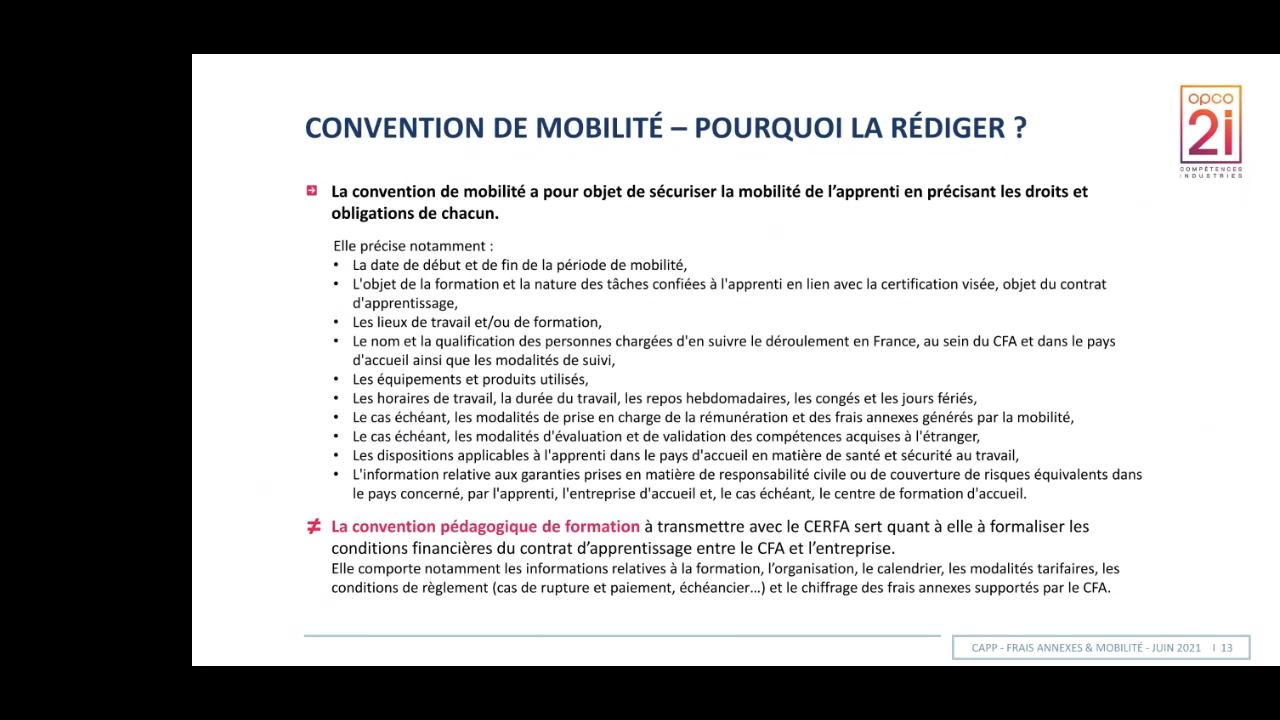 CONVENTION DE MOBILITÉ – POURQUOI LA RÉDIGER ?
opco
2i
COMPÉTENCES
INDUSTRIES
La convention de mobilité a pour objet de sécuriser la mobilité de l’apprenti en précisant les droits et
obligations de chacun.
Elle précise notamment :
• La date de début et de fin de la période de mobilité,
• L'objet de la formation et la nature des tâches confiées à l'apprenti en lien avec la certification visée, objet du contrat
d'apprentissage,
• Les lieux de travail et/ou de formation,
• Le nom et la qualification des personnes chargées d'en suivre le déroulement en France, au sein du CFA et dans le pays
d'accueil ainsi que les modalités de suivi,
• Les équipements et produits utilisés,
• Les horaires de travail, la durée du travail, les repos hebdomadaires, les congés et les jours fériés,
• Le cas échéant, les modalités de prise en charge de la rémunération et des frais annexes générés par la mobilité,
• Le cas échéant, les modalités d'évaluation et de validation des compétences acquises à l'étranger,
• Les dispositions applicables à l'apprenti dans le pays d'accueil en matière de santé et sécurité au travail,
• L'information relative aux garanties prises en matière de responsabilité civile ou de couverture de risques équivalents dans
le pays concerné, par l'apprenti, l'entreprise d'accueil et, le cas échéant, le centre de formation d'accueil.
≠ La convention pédagogique de formation à transmettre avec le CERFA sert quant à elle à formaliser les
conditions financières du contrat d’apprentissage entre le CFA et l’entreprise.
Elle comporte notamment les informations relatives à la formation, l’organisation, le calendrier, les modalités tarifaires, les
conditions de règlement (cas de rupture et paiement, échéancier…) et le chiffrage des frais annexes supportés par le CFA.
CAPP - FRAIS ANNEXES & MOBILITÉ - JUIN 2021 I 13